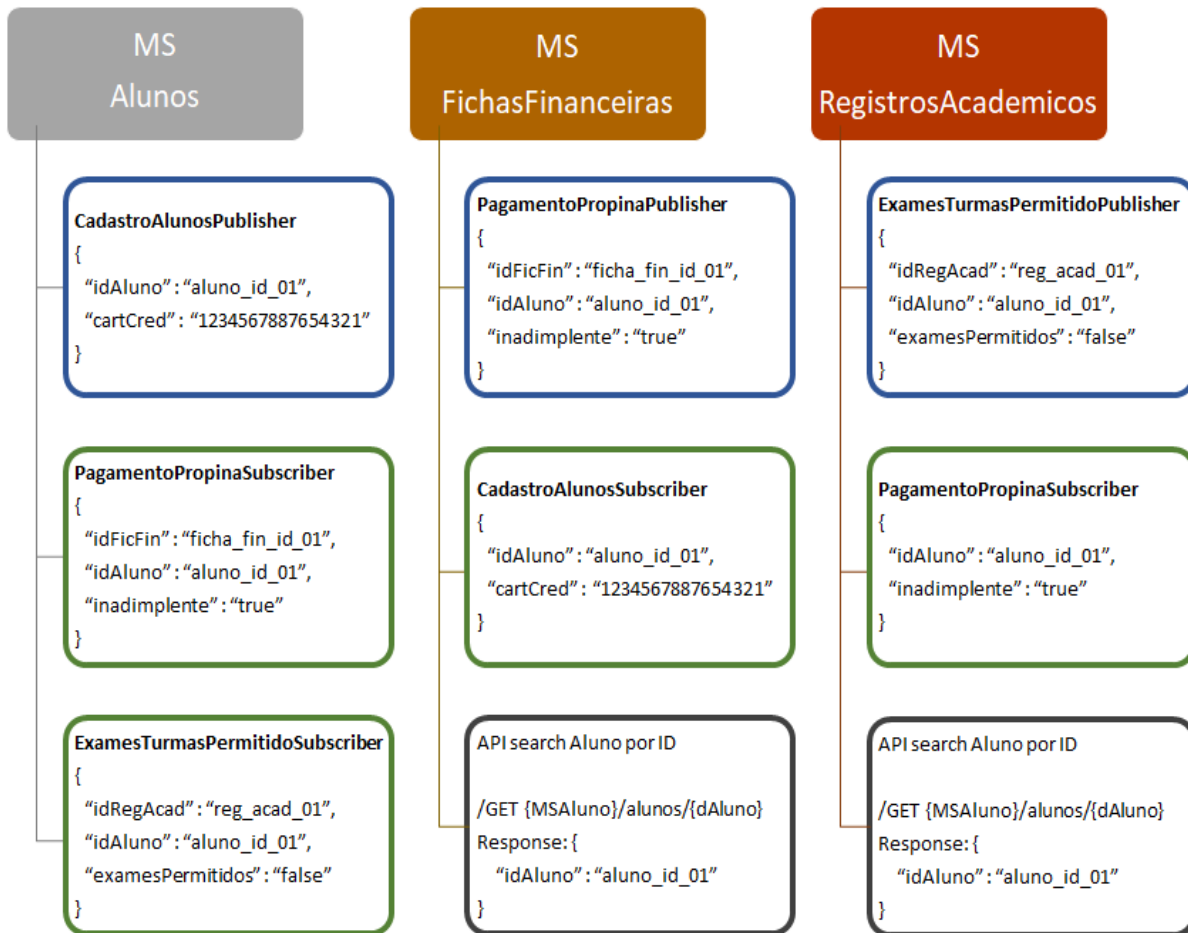 MS
Alunos
CadastroAlunosPublisher
{
“idAluno” : “aluno_id_01”,
“cartCred” : “1234567887654321”
}
PagamentoPropinaSubscriber
{
“idFicFin” : “ficha_fin_id_01”,
“idAluno” : “aluno_id_01”,
“inadimplente” : “true”
}
ExamesTurmasPermitidoSubscriber
{
“idRegAcad” : “reg_acad_01”,
“idAluno” : “aluno_id_01”,
“examesPermitidos” : “false”
}
MS
FichasFinanceiras
PagamentoPropinaPublisher
{
“idFicFin” : “ficha_fin_id_01”,
“idAluno” : “aluno_id_01”,
“inadimplente” : “true”
}
CadastroAlunosSubscriber
{
“idAluno” : “aluno_id_01”,
“cartCred” : “1234567887654321”
}
API search Aluno por ID
/GET {MSAluno}/alunos/{dAluno}
Response: {
“idAluno” : “aluno_id_01”
}
MS
RegistrosAcademicos
ExamesTurmasPermitidoPublisher
{
“idRegAcad” : “reg_acad_01”,
“idAluno” : “aluno_id_01”,
“examesPermitidos” : “false”
}
PagamentoPropinaSubscriber
{
“idAluno” : “aluno_id_01”,
“inadimplente” : “true”
}
API search Aluno por ID
/GET {MSAluno}/alunos/{dAluno}
Response: {
“idAluno” : “aluno_id_01”
}